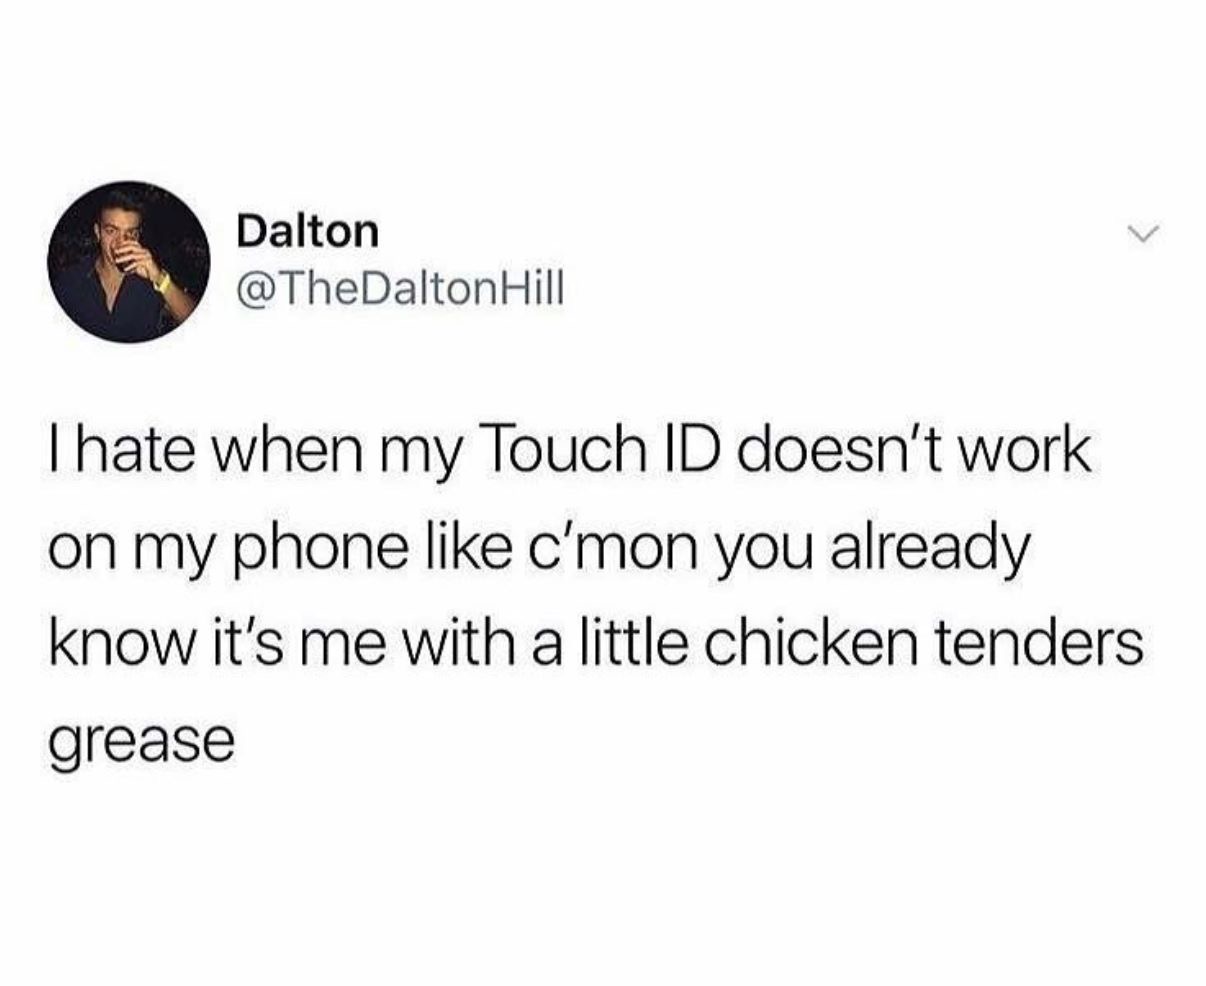 Dalton
@TheDaltonHill
I hate when my Touch ID doesn't work
on my phone like c'mon you already
know it's me with a little chicken tenders
grease